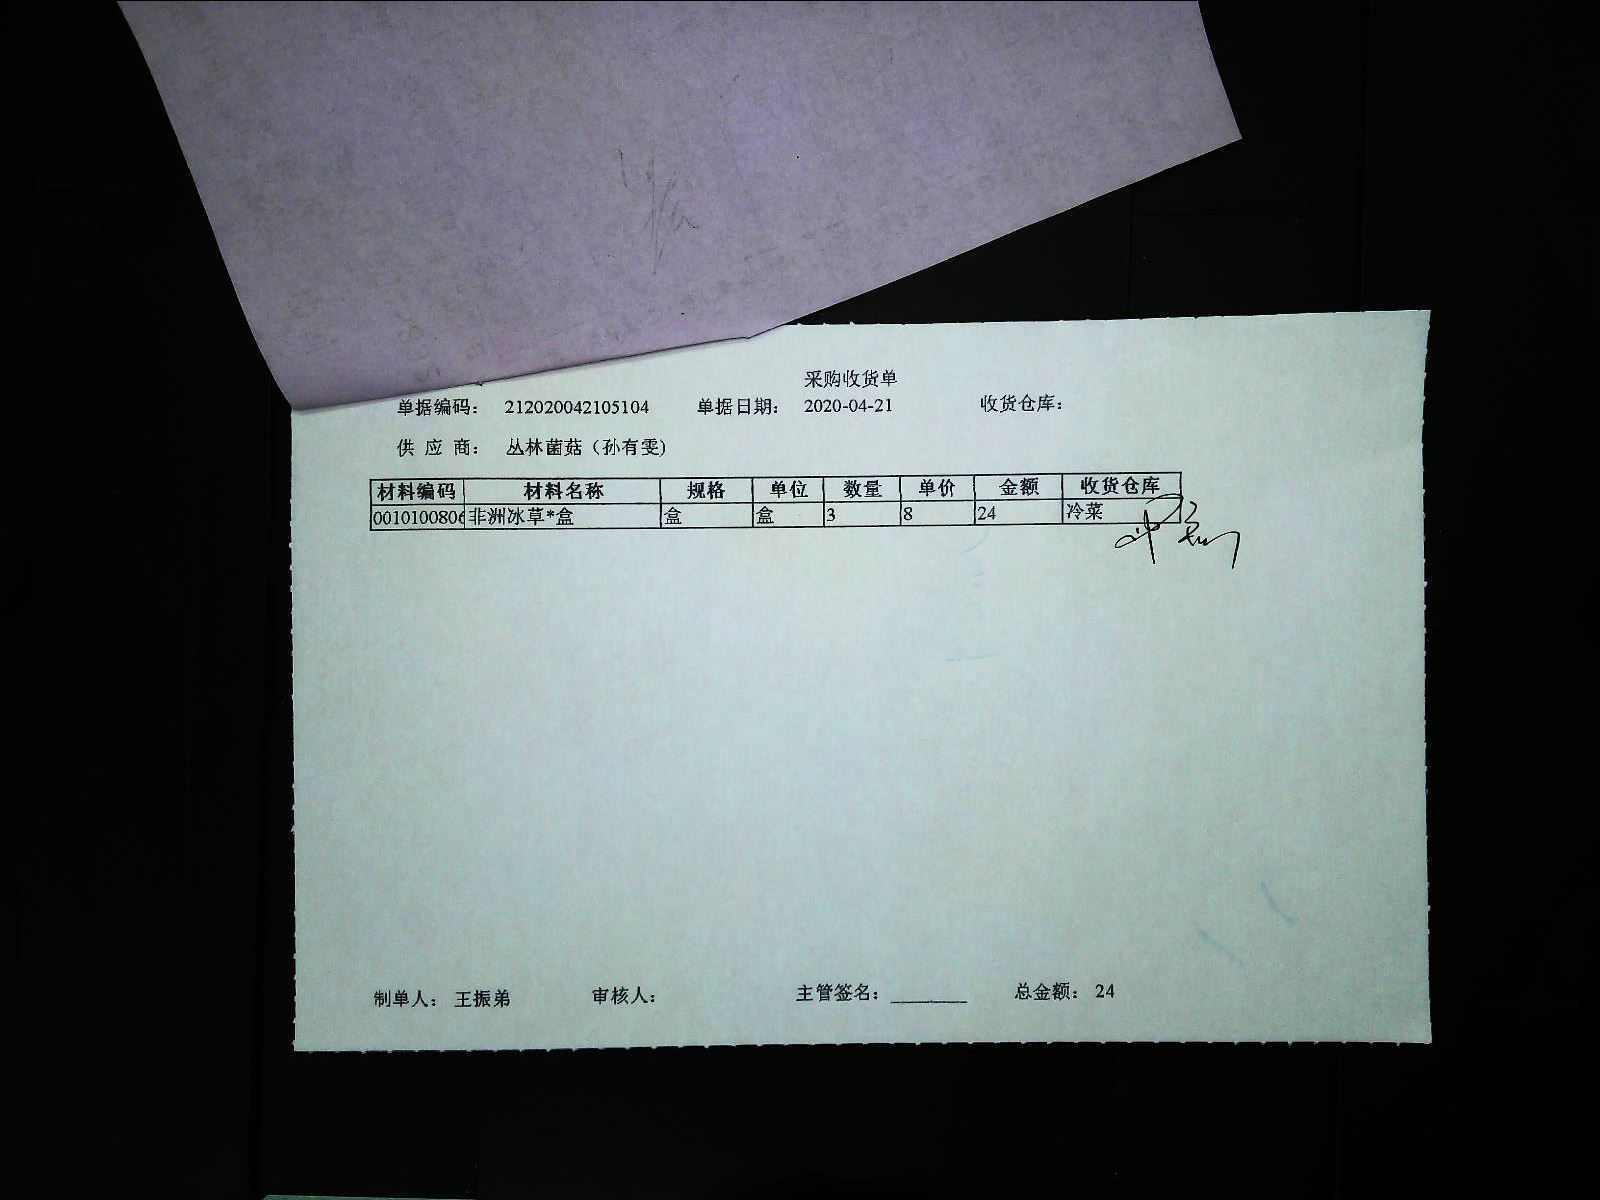 采购收货单
单据编码： 212020042105104 单据日期： 2020-04-21 收货仓库：
供 应 商： 丛林菌菇（孙有雯)
材料编码 材料名称 规格 单位 数量 单价 金额 收货仓库
0010100806 非洲冰草*盒 盒 盒 3 8 24 冷菜
制单人： 王振弟 审核人： 主管签名： ________ 总金额： 24